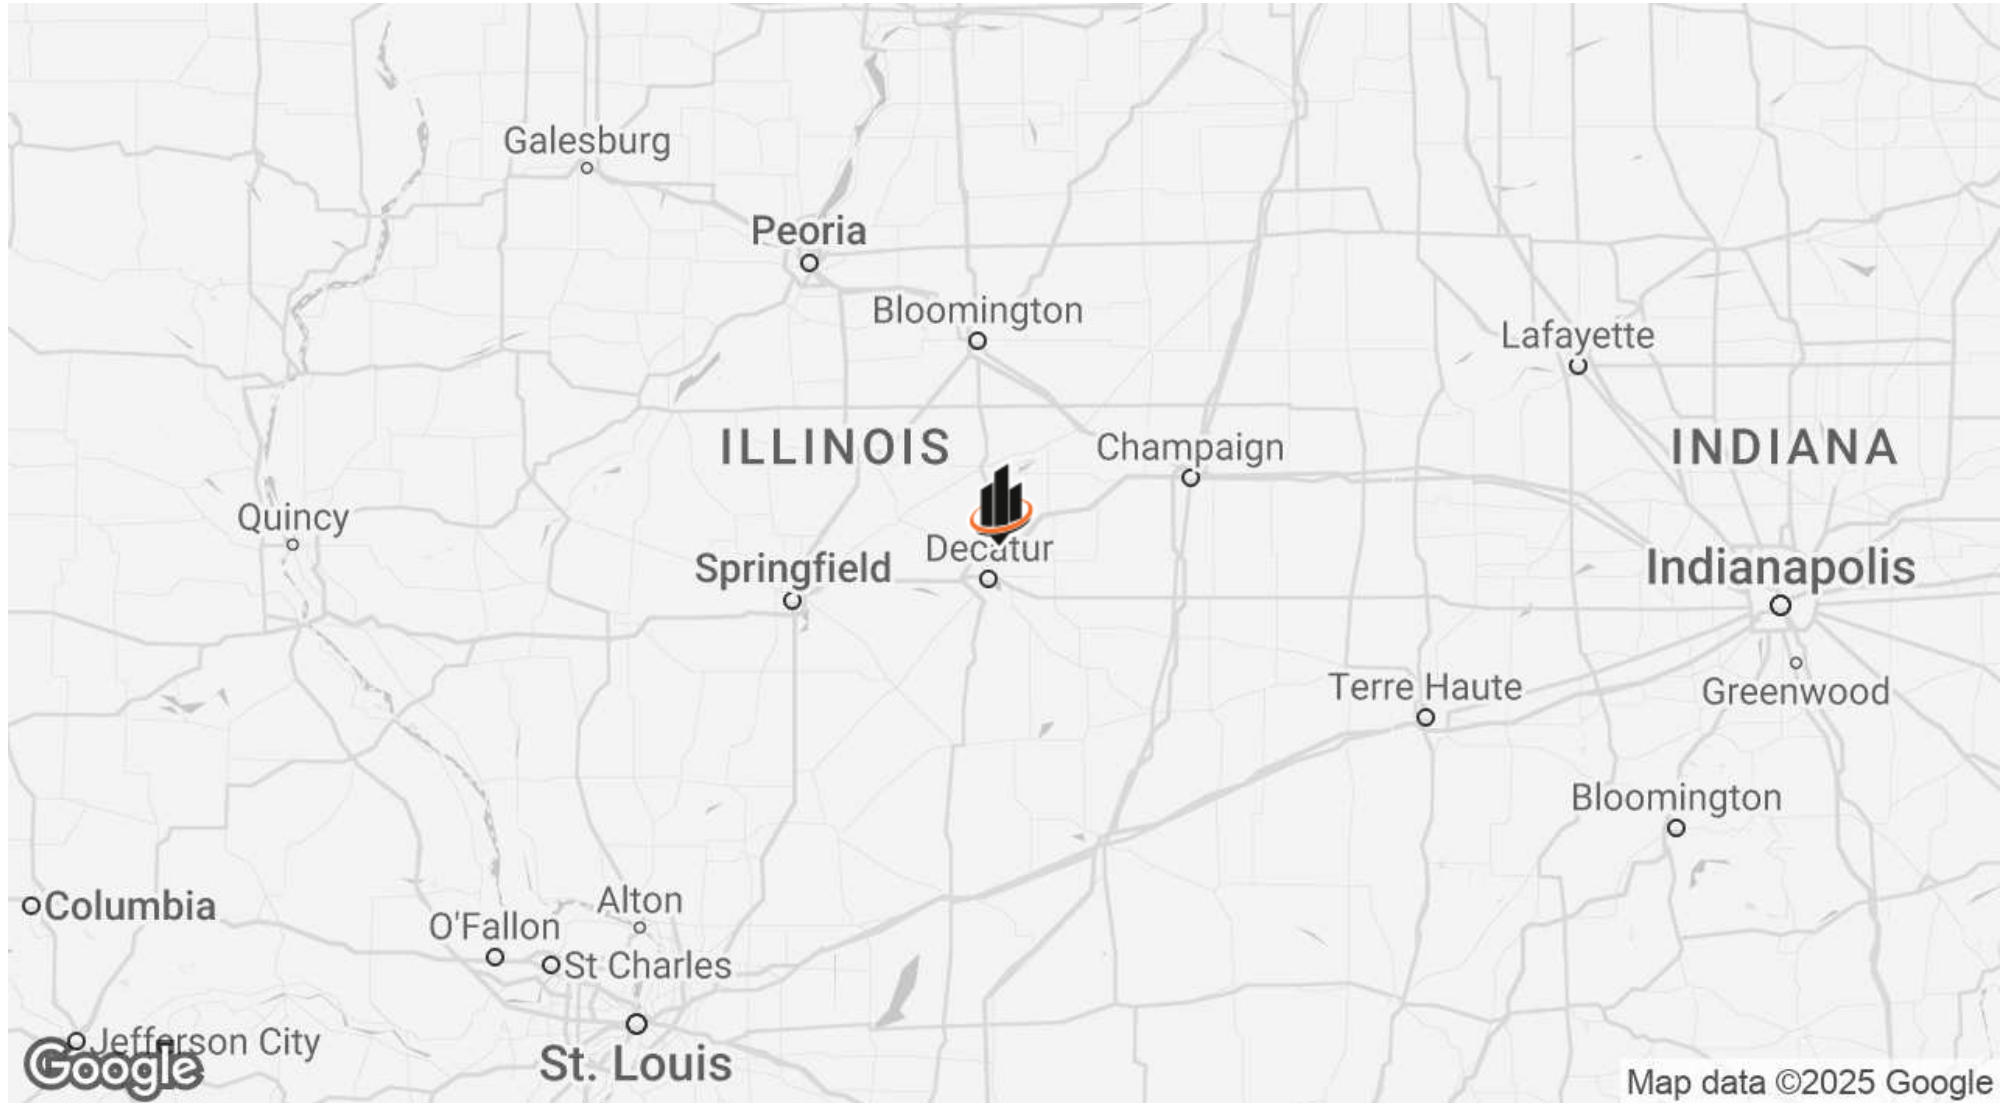 Galesburg
Peoria
Bloomington
Lafayette
ILLINOIS
Champaign
INDIANA
Quincy
Decatur
Springfield
Indianapolis
Terre Haute
Greenwood
Bloomington
Columbia
Alton
O'Fallon
St Charles
Jefferson City
St. Louis
Google
Map data ©2025 Google